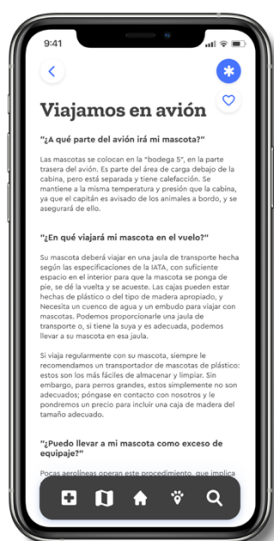 9:41
Viajamos en avión
"¿A qué parte del avión irá mi mascota?"
Las mascotas se colocan en la "bodega 5", en la parte
trasera del avión. Es parte del área de carga debajo de la
cabina, pero está separada y tiene calefacción. Se
mantiene a la misma temperatura y presión que la cabina,
ya que el capitán es avisado de los animales a bordo, y se
asegurará de ello.
"¿En qué viajará mi mascota en el vuelo?"
Su mascota deberá viajar en una jaula de transporte hecha
según las especificaciones de la IATA, con suficiente
espacio en el interior para que la mascota se ponga de
pie, se dé la vuelta y se acueste. Las cajas pueden estar
hechas de plástico o del tipo de madera apropiado, y
Necesita un cuenco de agua y un embudo para viajar con
mascotas. Podemos proporcionarle una jaula de
transporte o, si tiene la suya y es adecuada, podemos
llevar a su mascota en esa jaula.
Si viaja regularmente con su mascota, siempre le
recomendamos un transportador de mascotas de plástico:
estos son los más fáciles de almacenar y limpiar. Sin
embargo, para perros grandes, estos simplemente no son
adecuados; póngase en contacto con nosotros y le
pondremos un precio para incluir una caja de madera del
tamaño adecuado.
"¿Puedo llevar a mi mascota como exceso de
equipaje?"
Pocas aerolíneas operan este procedimiento, que implica